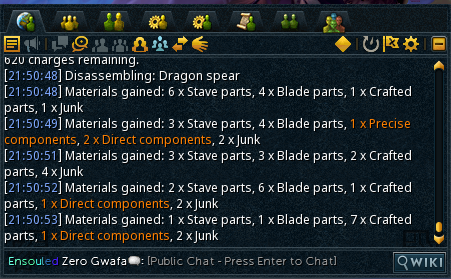 620 charges remaining.
[21:50:48] Disassembling: Dragon spear
[21:50:48] Materials gained: 6 x Stave parts, 4 x Blade parts, 1 x Crafted
parts, 1 x Junk
[21:50:49] Materials gained: 3 x Stave parts, 4 x Blade parts, 1 x Precise
components, 2 x Direct components, 2 x Junk
[21:50:51] Materials gained: 3 x Stave parts, 3 x Blade parts, 2 x Crafted
parts, 4 x Junk
[21:50:52] Materials gained: 2 x Stave parts, 6 x Blade parts, 1 x Crafted
parts, 1 x Direct components, 2 x Junk
[21:50:53] Materials gained: 1 x Stave parts, 1 x Blade parts, 7 x Crafted
parts, 1 x Direct components, 2 x Junk
Ensouled Zero Gwafa: [Public Chat - Press Enter to Chat]
WIKI